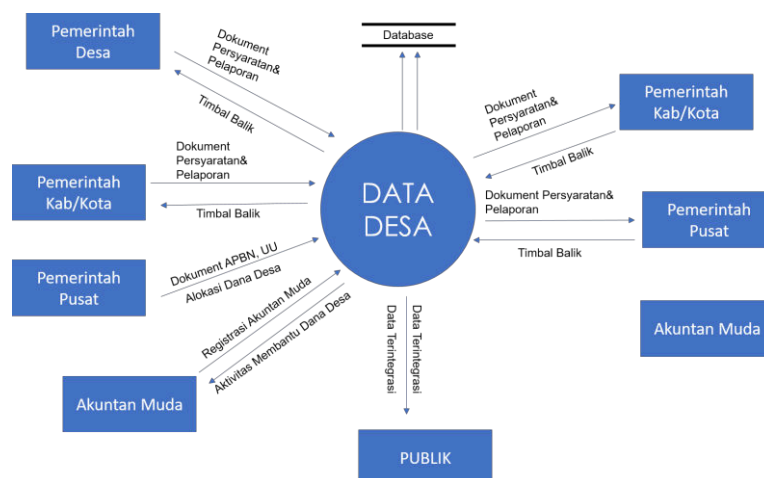 Pemerintah
Desa
Dokument
Persyaratan&
Pelaporan
Timbal Balik
Database
Dokument
Persyaratan&
Pelaporan
Timbal Balik
Pemerintah
Kab/Kota
Pemerintah
Kab/Kota
Dokument
Persyaratan&
Pelaporan
Timbal Balik
DATA
DESA
Dokument Persyaratan&
Pelaporan
Timbal Balik
Pemerintah
Pusat
Pemerintah
Pusat
Dokument APBN, UU
Alokasi Dana Desa
Registrasi Akuntan Muda
Aktivitas Membantu Dana Desa
Akuntan Muda
Data Terintegrasi
Data Terintegrasi
Akuntan Muda
PUBLIK